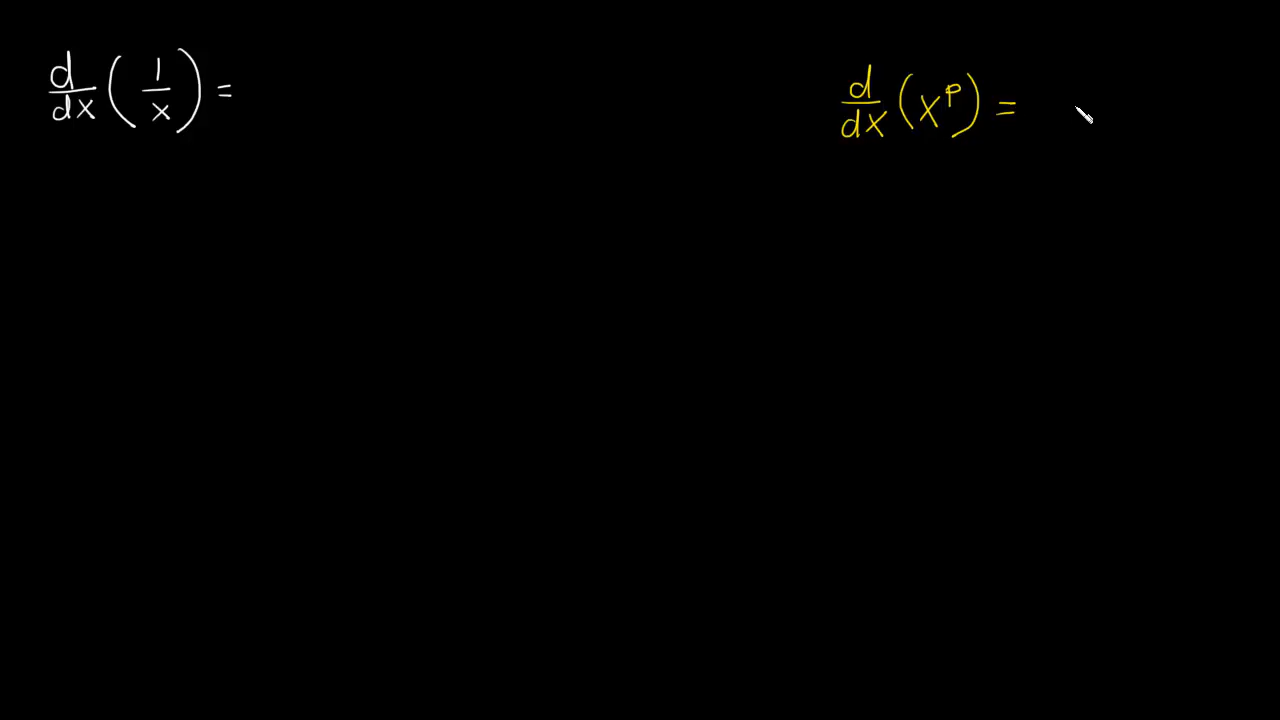 d/dx (1/x) =
d/dx (x^p) =